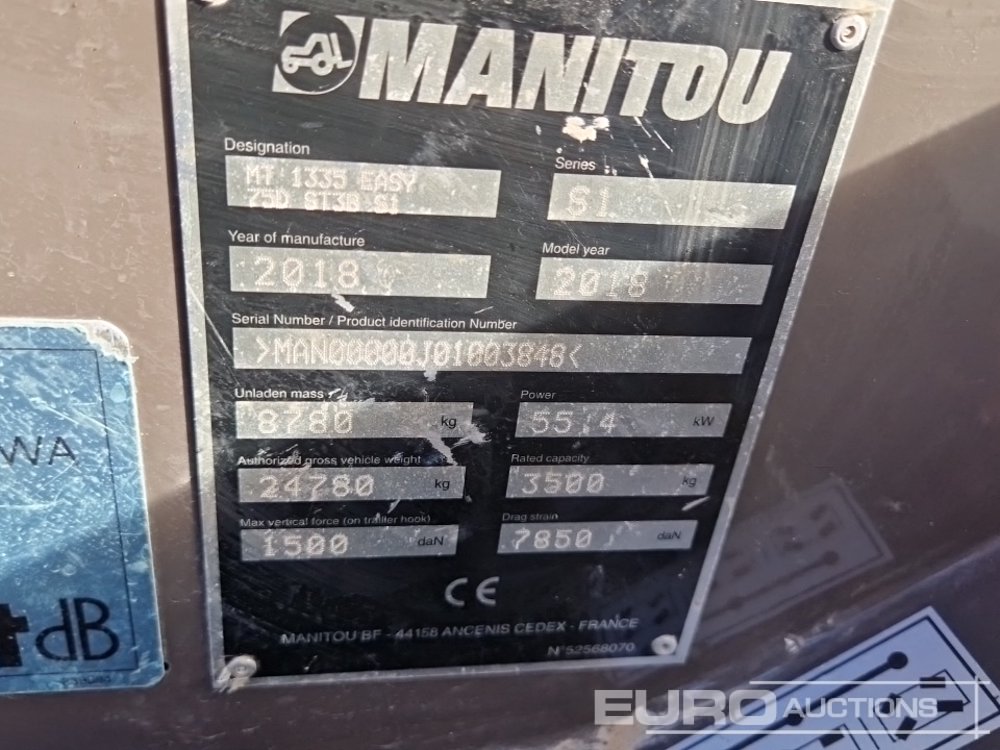 MANITOU
Designation
MT 1335 EASY
75D ST3B S1
Series
S1
Year of manufacture
2018
Model year
2018
Serial Number / Product identification Number
>MAN00000J01003848<
Unladen mass
8780 kg
Power
55.4 kW
Authorized gross vehicle weight
24780 kg
Rated capacity
3500 kg
Max vertical force (on trailer hook)
1500 daN
Drag strain
7850 daN
CE
MANITOU BF - 44158 ANCENIS CEDEX - FRANCE
N°52568070
WA
dB
EURO AUCTIONS